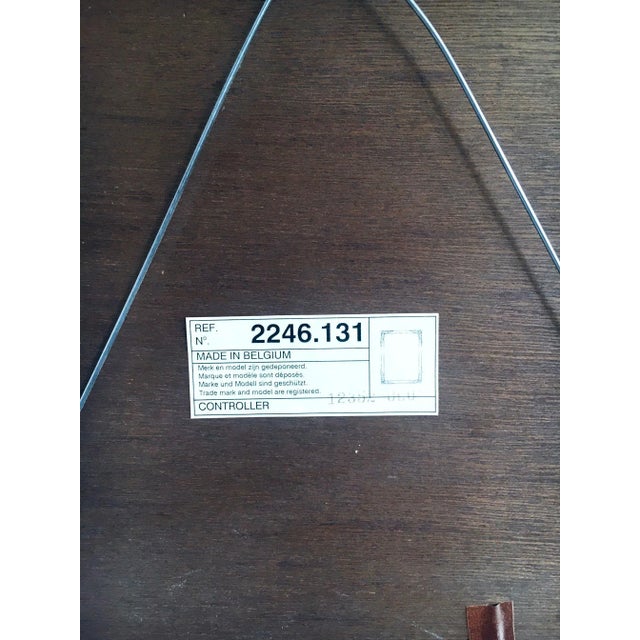 REF. 2246.131
N°.
MADE IN BELGIUM
Merk en model zijn gedeponeerd.
Marque et modèle sont déposés.
Marke und Modell sind geschützt.
Trade mark and model are registered.
CONTROLLER